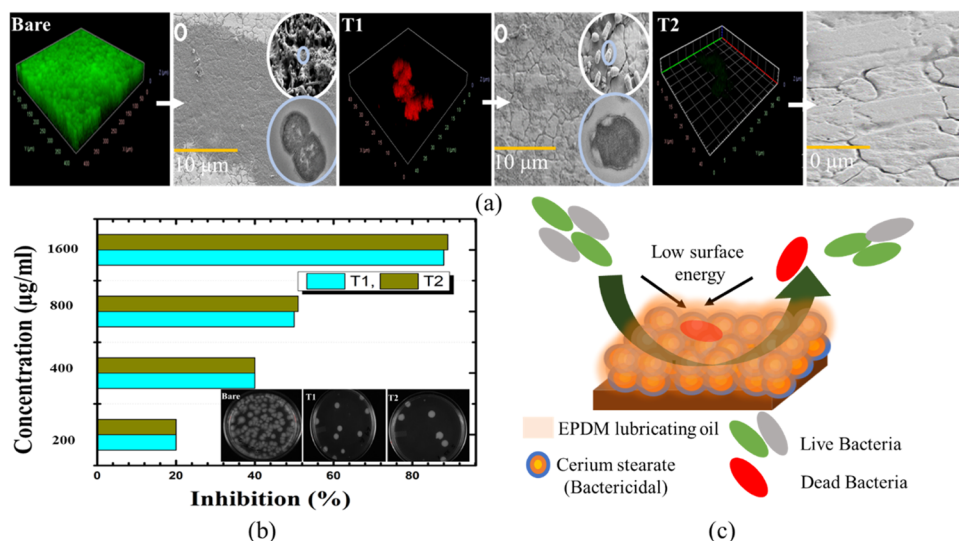 Bare
T1
T2
10 μm
10 μm
0 μm
(a)
Concentration (μg/ml)
1600
800
400
200
T1, T2
Bare
T1
T2
0
20
40
60
80
Inhibition (%)
(b)
Low surface
energy
EPDM lubricating oil
Cerium stearate
(Bactericidal)
Live Bacteria
Dead Bacteria
(c)